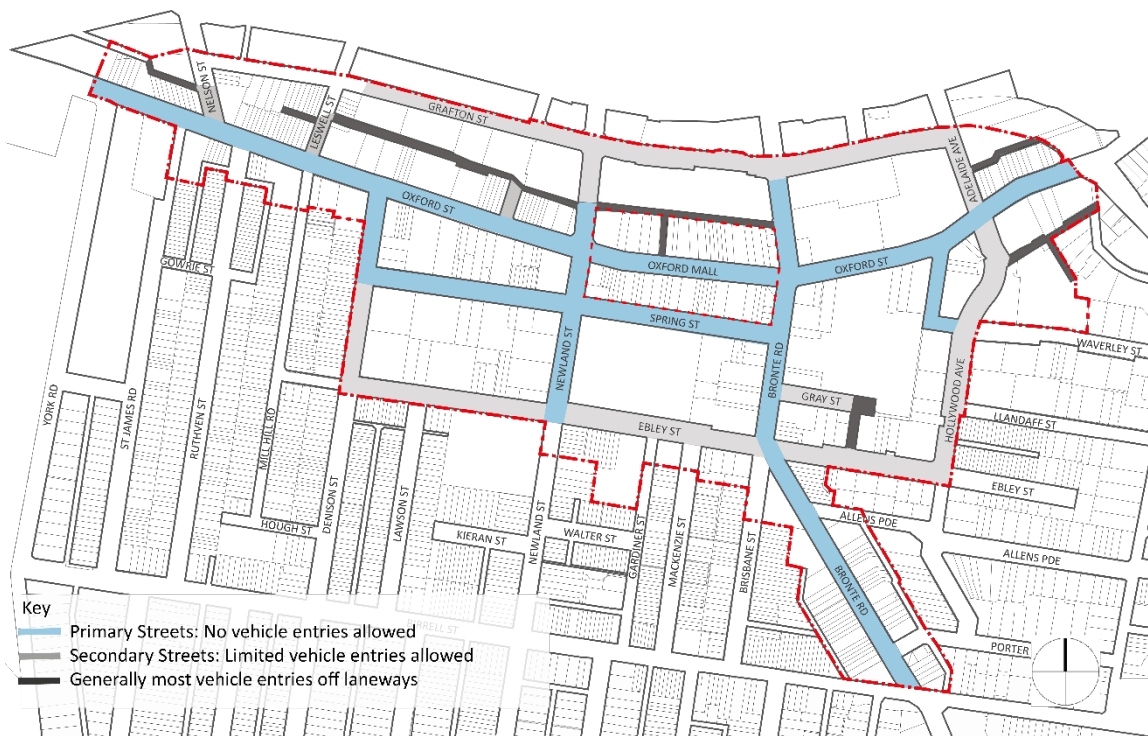 NELSON ST
LESWELL ST
GRAFTON ST
ADELAIDE AVE
OXFORD ST
OXFORD MALL
OXFORD ST
GOWRIE ST
SPRING ST
NEWLAND ST
BRONTE RD
WAVERLEY ST
GRAY ST
HOLLYWOOD AVE
LLANDAFF ST
YORK RD
ST JAMES RD
RUTHVEN ST
MILL HILL RD
EBLEY ST
EBLEY ST
DENISON ST
LAWSON ST
HOUGH ST
KIERAN ST
NEWLAND ST
WALTER ST
GARDINER ST
MACKENZIE ST
BRISBANE ST
ALLENS PDE
ALLENS PDE
BRONTE RD
PORTER
Key
Primary Streets: No vehicle entries allowed
Secondary Streets: Limited vehicle entries allowed
Generally most vehicle entries off laneways